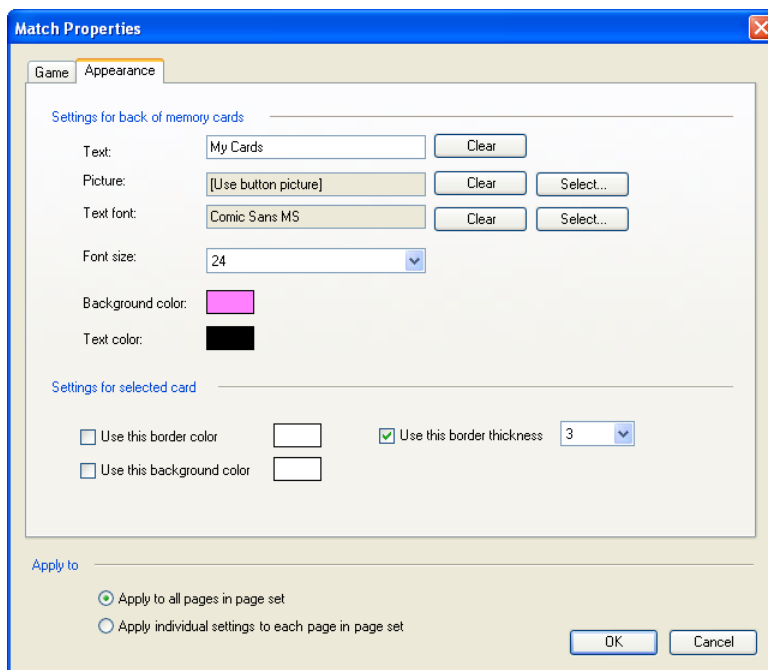 Match Properties
Game Appearance
Settings for back of memory cards
Text: My Cards Clear
Picture: [Use button picture] Clear Select...
Text font: Comic Sans MS Clear Select...
Font size: 24
Background color:
Text color:
Settings for selected card
Use this border color Use this border thickness 3
Use this background color
Apply to
Apply to all pages in page set
Apply individual settings to each page in page set
OK Cancel